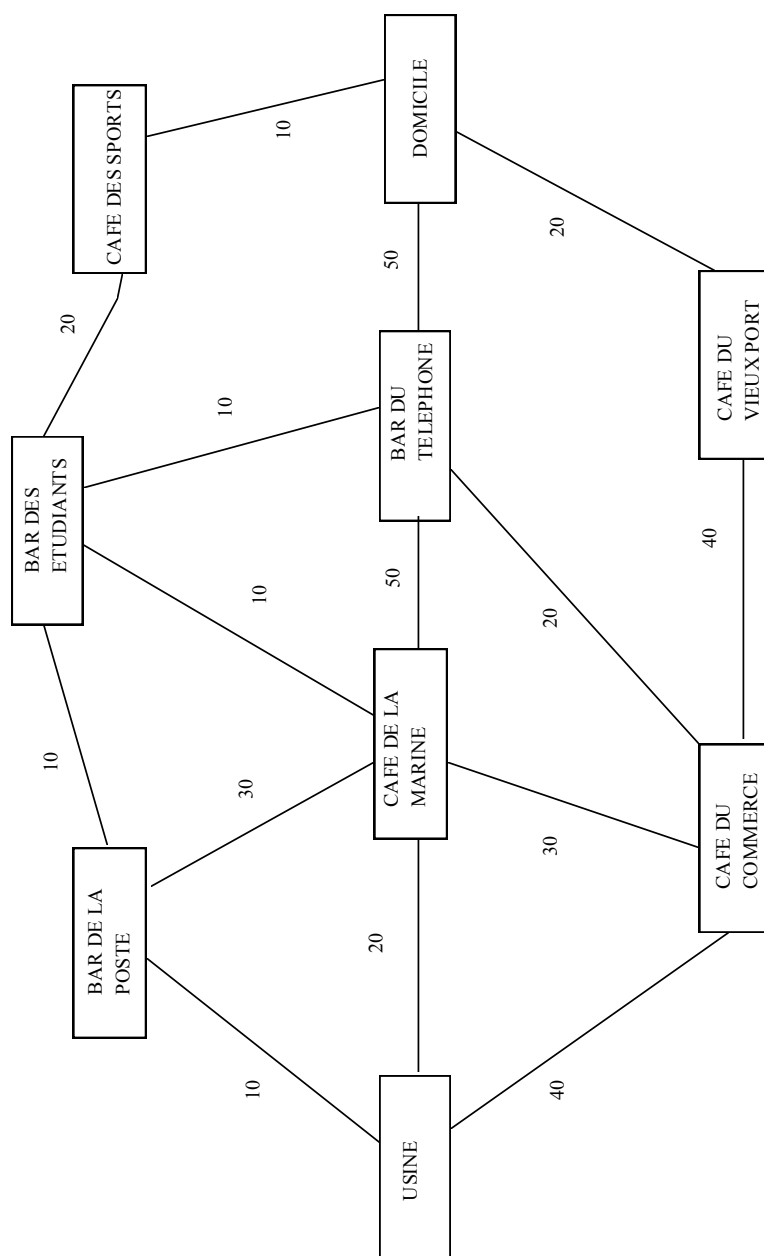 BAR DES
ETUDIANTS
10
20
BAR DE LA
POSTE
CAFE DES SPORTS
10
30
10
10
10
20
50
50
USINE
CAFE DE LA
MARINE
BAR DU
TELEPHONE
DOMICILE
40
30
20
20
40
CAFE DU
COMMERCE
CAFE DU
VIEUX PORT